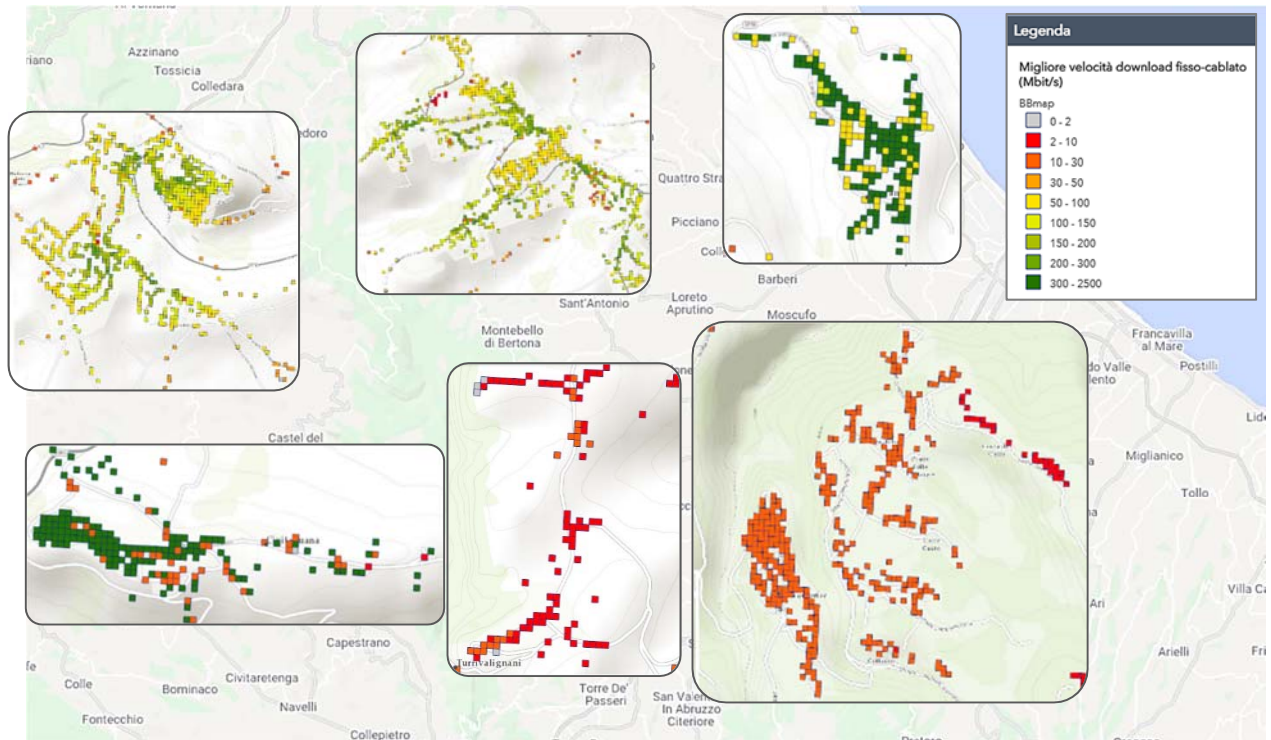 Azzinano
Tossicia
Colledara
Legenda
Migliore velocità download fisso-cablato
(Mbit/s)
BBmap
0 - 2
2 - 10
10 - 30
30 - 50
50 - 100
100 - 150
150 - 200
200 - 300
300 - 2500
Quattro Stra
Picciano
Barberi
Sant'Antonio
Loreto
Aprutino
Moscufo
Montebello
di Bertona
Francavilla
al Mare
Postilli
Castel del
Miglianico
Tollo
Villa Ca
Ari
Turrivalignani
Capestrano
Arielli
Colle
Bominaco
Civitaretenga
Navelli
Torre De'
Passeri
San Valen
In Abruzzo
Citeriore
Fontecchio
Collepietro